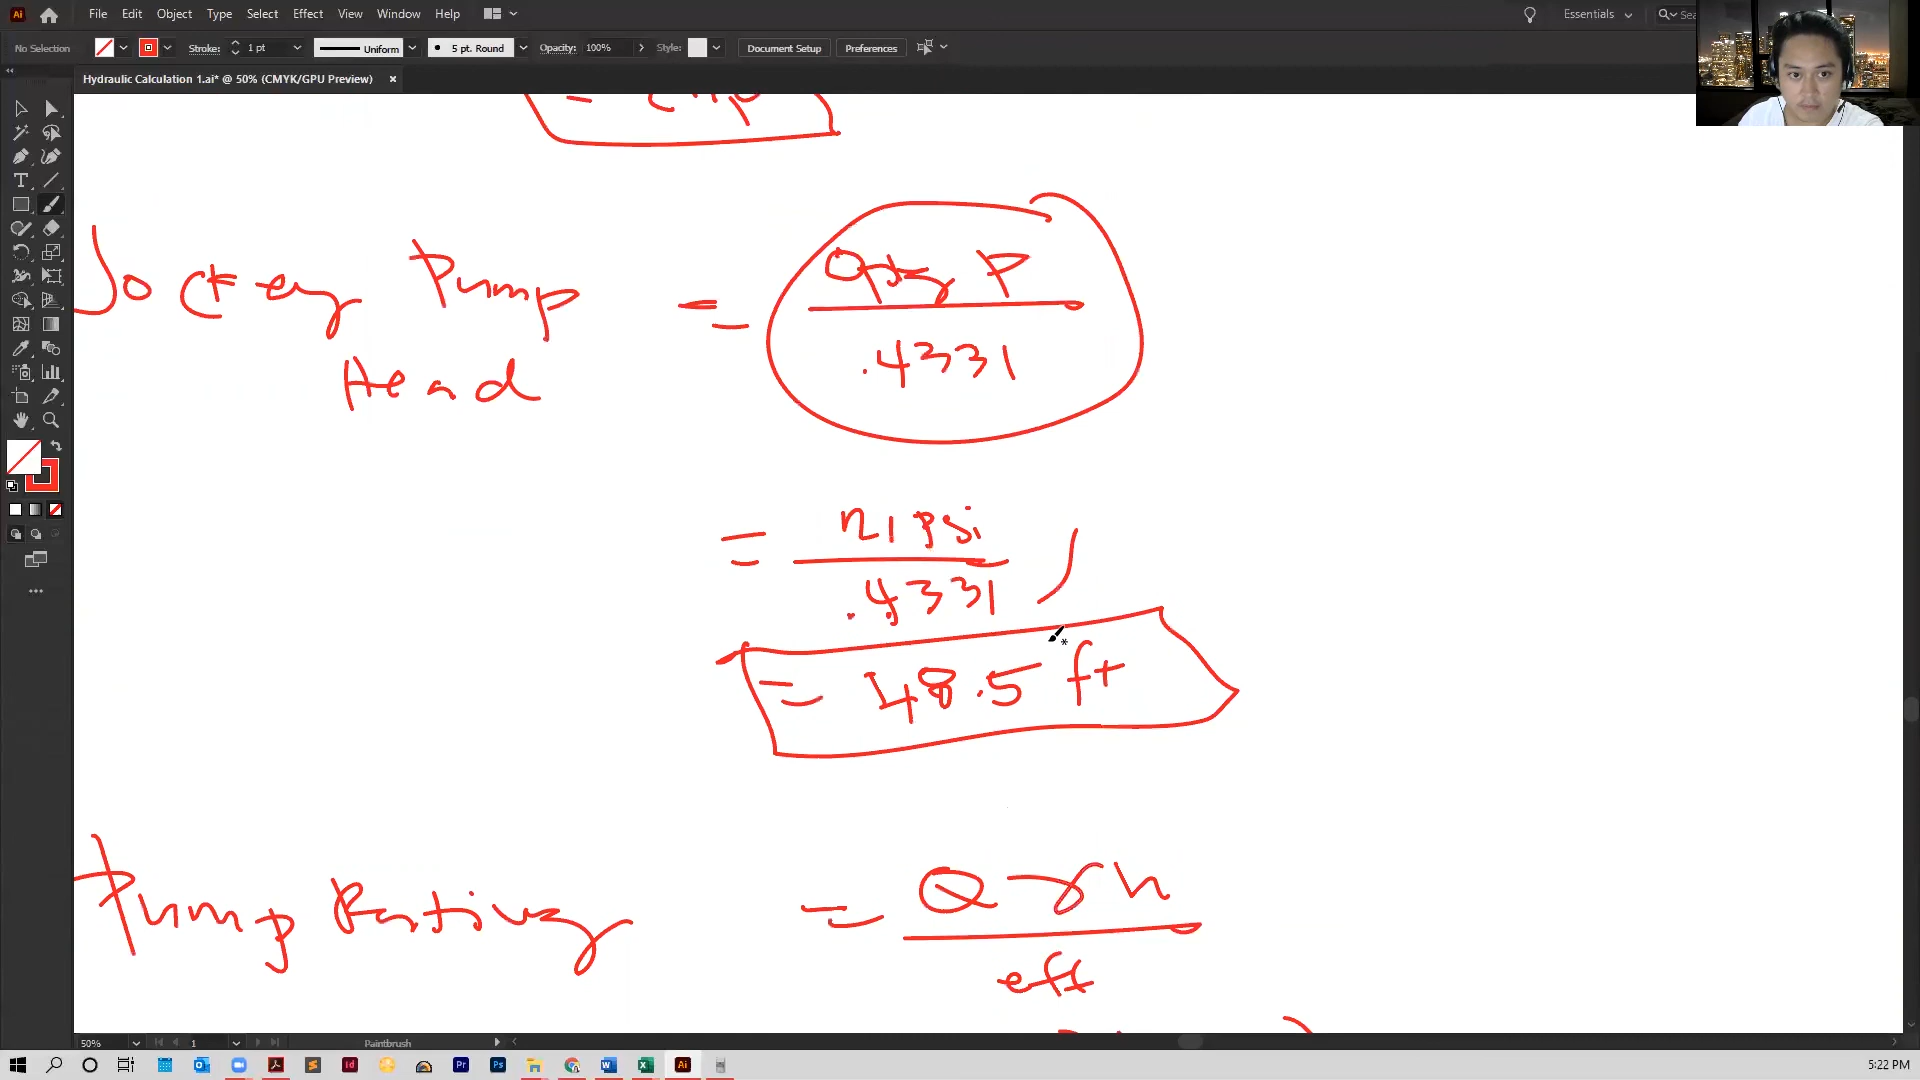 File Edit Object Type Select Effect View Window Help Essentials Sea
No Selection Stroke: 1 pt Uniform 5 pt. Round Opacity: 100% Style: Document Setup Preferences
Hydraulic Calculation 1.ai* @ 50% (CMYK/GPU Preview) ×
Jockey Pump Head
= P
.4331
= 21 psi
.4331
= 48.5 ft
Pump Rating = Q γ h
eff
50% 1 Paintbrush
5:22 PM